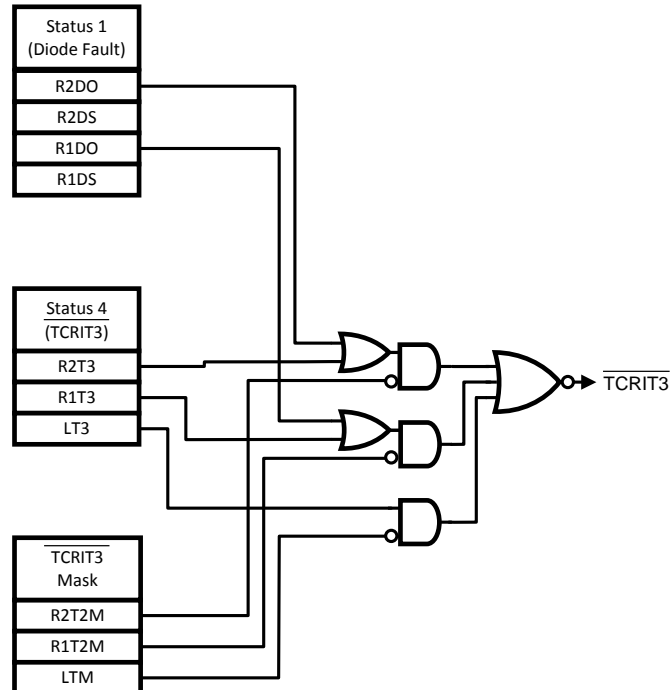 Status 1
(Diode Fault)
R2DO
R2DS
R1DO
R1DS
Status 4
(TCRIT3)
R2T3
R1T3
LT3
TCRIT3
TCRIT3
Mask
R2T2M
R1T2M
LTM